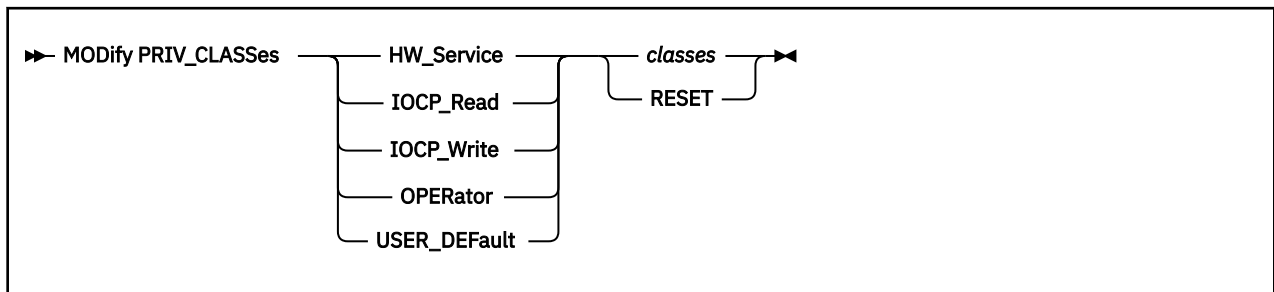 MODify PRIV_CLASSes HW_Service classes
IOCP_Read RESET
IOCP_Write
OPERator
USER_DEFault